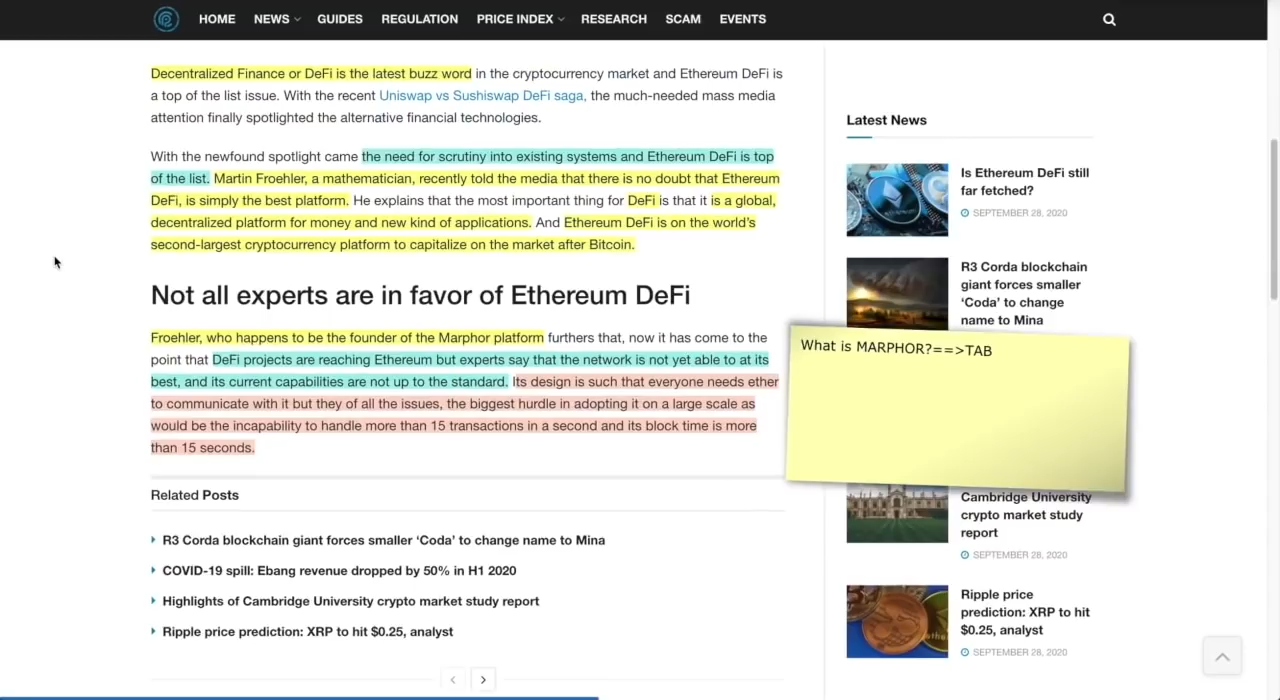 HOME NEWS GUIDES REGULATION PRICE INDEX RESEARCH SCAM EVENTS
Decentralized Finance or DeFi is the latest buzz word in the cryptocurrency market and Ethereum DeFi is
a top of the list issue. With the recent Uniswap vs Sushiswap DeFi saga, the much-needed mass media
attention finally spotlighted the alternative financial technologies.
With the newfound spotlight came the need for scrutiny into existing systems and Ethereum DeFi is top
of the list. Martin Froehler, a mathematician, recently told the media that there is no doubt that Ethereum
DeFi, is simply the best platform. He explains that the most important thing for DeFi is that it is a global,
decentralized platform for money and new kind of applications. And Ethereum DeFi is on the world's
second-largest cryptocurrency platform to capitalize on the market after Bitcoin.
Not all experts are in favor of Ethereum DeFi
Froehler, who happens to be the founder of the Marphor platform furthers that, now it has come to the
point that DeFi projects are reaching Ethereum but experts say that the network is not yet able to at its
best, and its current capabilities are not up to the standard. Its design is such that everyone needs ether
to communicate with it but they of all the issues, the biggest hurdle in adopting it on a large scale as
would be the incapability to handle more than 15 transactions in a second and its block time is more
than 15 seconds.
Related Posts
R3 Corda blockchain giant forces smaller ‘Coda’ to change name to Mina
COVID-19 spill: Ebang revenue dropped by 50% in H1 2020
Highlights of Cambridge University crypto market study report
Ripple price prediction: XRP to hit $0.25, analyst
Latest News
Is Ethereum DeFi still
far fetched?
SEPTEMBER 28, 2020
R3 Corda blockchain
giant forces smaller
‘Coda’ to change
name to Mina
What is MARPHOR?==>TAB
Cambridge University
crypto market study
report
SEPTEMBER 28, 2020
Ripple price
prediction: XRP to hit
$0.25, analyst
SEPTEMBER 28, 2020